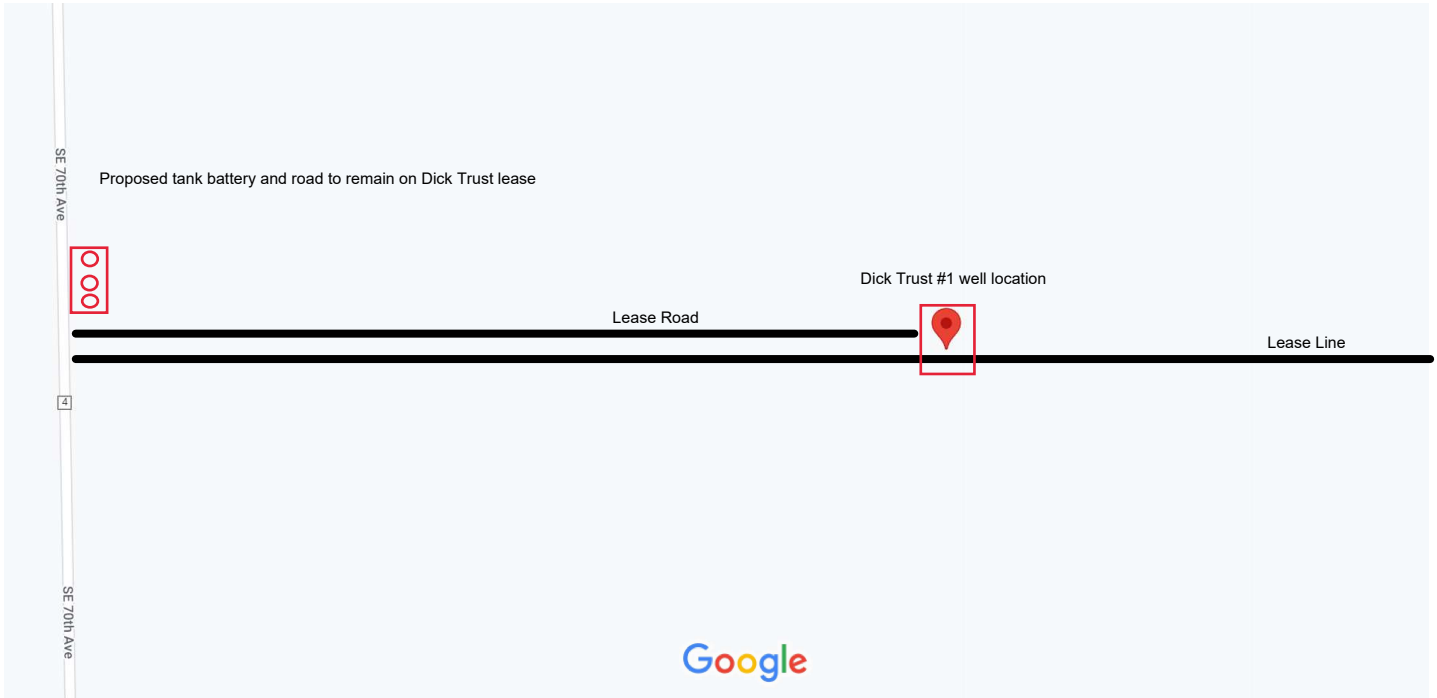 SE 70th Ave
Proposed tank battery and road to remain on Dick Trust lease
Dick Trust #1 well location
Lease Road
Lease Line
4
SE 70th Ave
Google